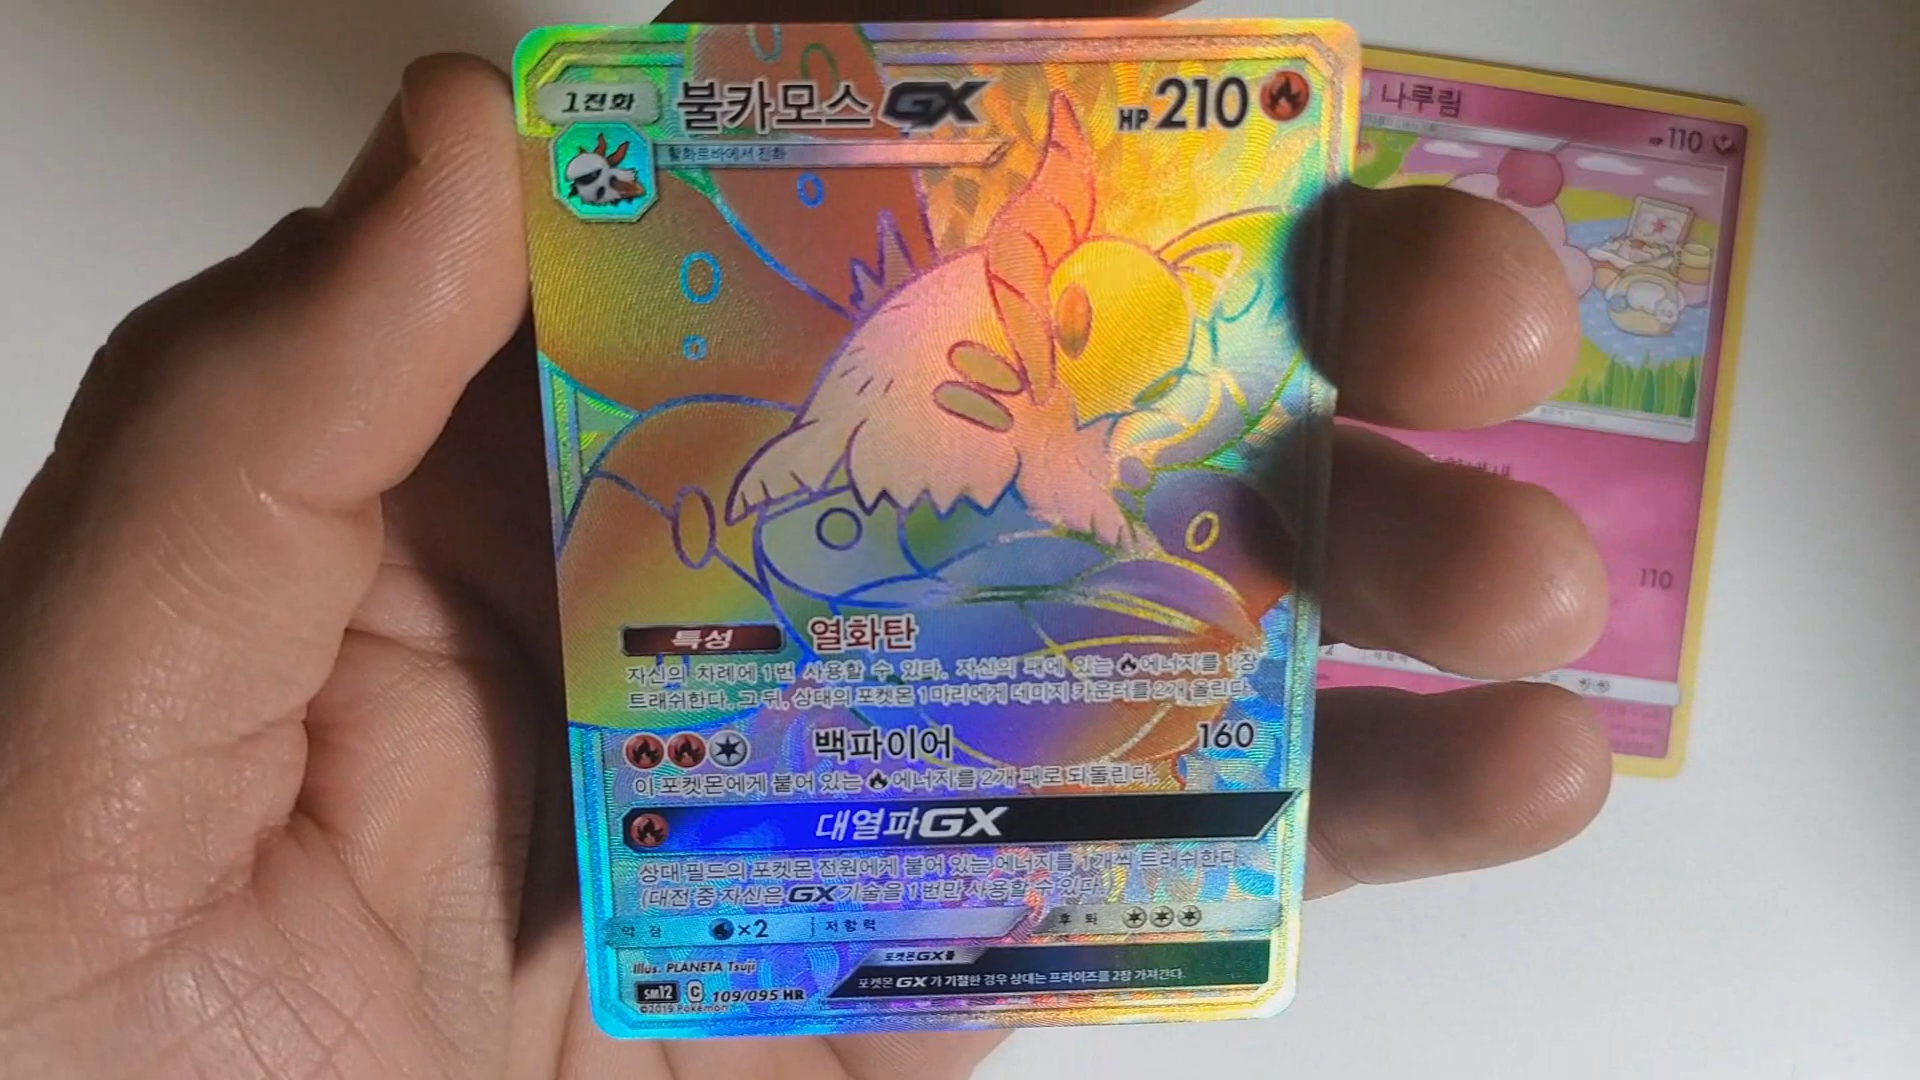 1진화 불카모스GX HP210
활화르바에서 진화
특성 열화탄
자신의 차례에 1번 사용할 수 있다. 자신의 패에 있는 에너지를 1장
트래쉬한다. 그 뒤, 상대의 포켓몬 1마리에게 데미지 카운터를 2개 올린다.
백파이어 160
이 포켓몬에게 붙어 있는 에너지를 2개 패로 되돌린다.
대열파GX
상대 필드의 포켓몬 전원에게 붙어 있는 에너지를 1개씩 트래쉬한다.
(대전 중 자신은 GX 기술을 1번만 사용할 수 있다.)
약점 ×2 저항력 후퇴
Illus. PLANETA Tsuji
포켓몬GX룰
포켓몬GX가 기절한 경우 상대는 프라이즈를 2장 가져간다.
sm12 C 109/095 HR
©2019 Pokémon
나루림
HP 110
110